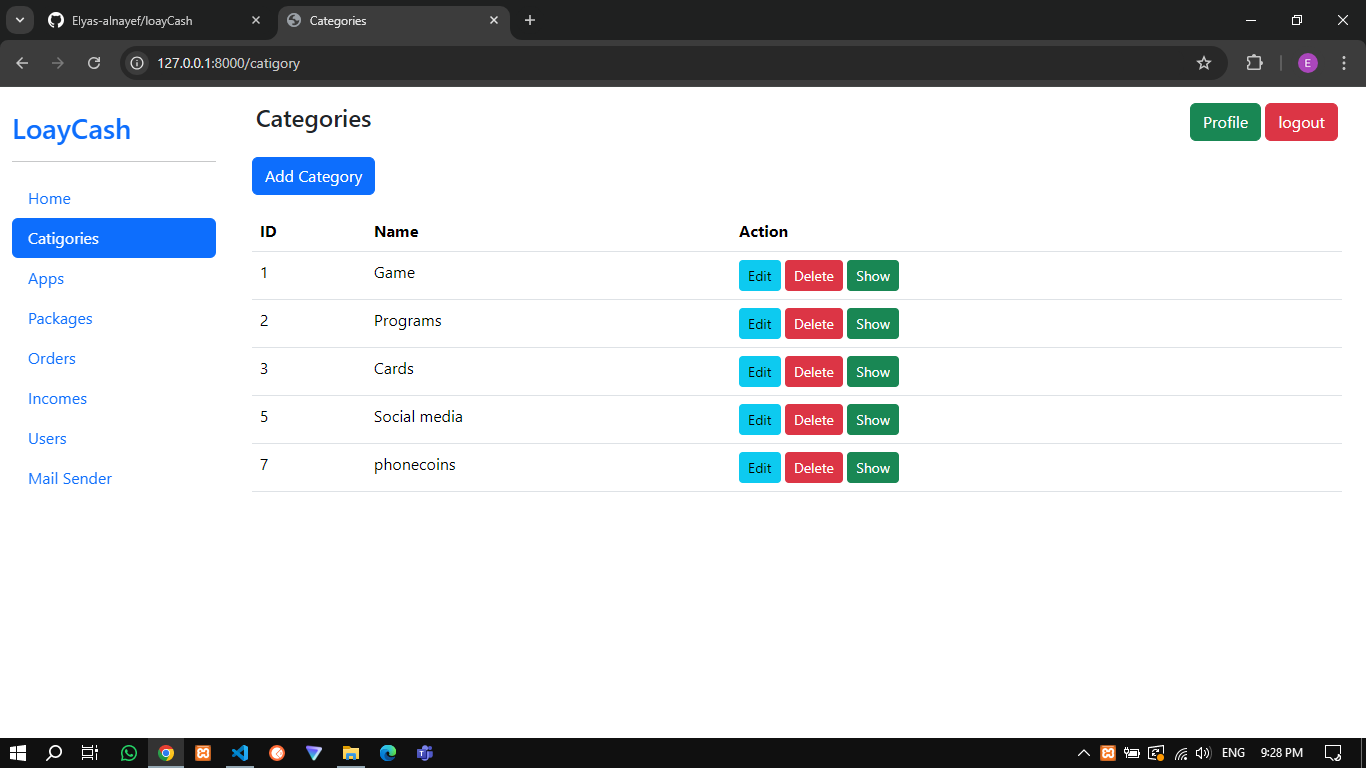 Elyas-alnayef/loayCash
Categories
127.0.0.1:8000/catigory
E
LoayCash
Categories
Profile
logout
Add Category
Home
Catigories
Apps
Packages
Orders
Incomes
Users
Mail Sender
ID Name Action
1 Game Edit Delete Show
2 Programs Edit Delete Show
3 Cards Edit Delete Show
5 Social media Edit Delete Show
7 phonecoins Edit Delete Show
ENG 9:28 PM